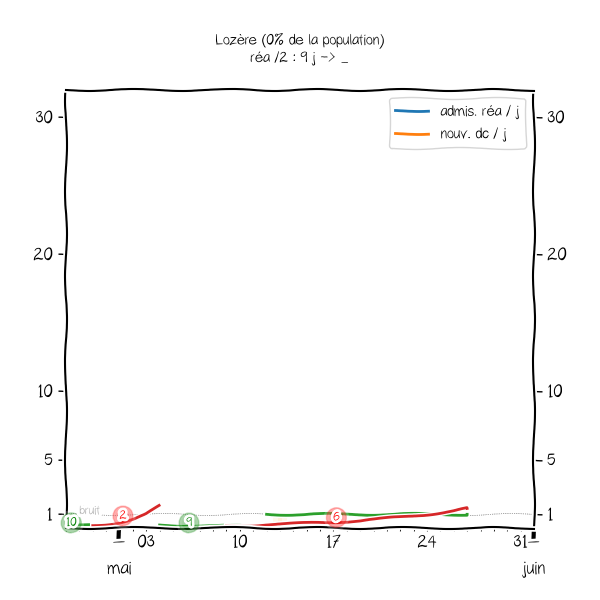 Lozère (0% de la population)
réa /2 : 9 j -> _
admis. réa / j
nouv. dc / j
30 30
20 20
10 10
5 5
1 bruit 1
10 2 9 6
03 10 17 24 31
mai juin